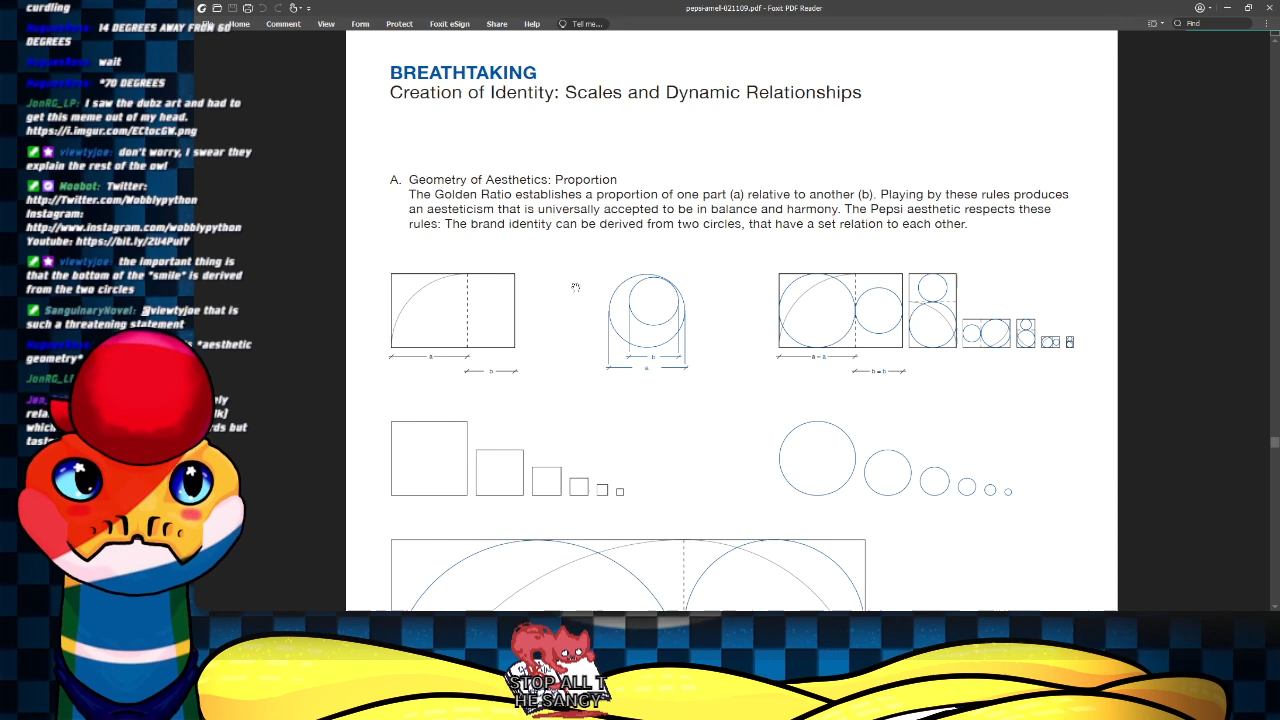 curdling
14 DEGREES AWAY FROM 60
DEGREES
wait
*70 DEGREES
JonRG_LP: I saw the dubz art and had to
get this meme out of my head.
https://i.imgur.com/ECtocGW.png
viewtyjoe: don't worry, I swear they
explain the rest of the owl
Moobot: Twitter:
http://Twitter.com/Wobblypython
Instagram:
http://www.instagram.com/wobblypython
Youtube: https://bit.ly/2U4PuIY
viewtyjoe: the important thing is
that the bottom of the "smile" is derived
from the two circles
SanguinaryNovel: @viewtyjoe that is
such a threatening statement
"aesthetic
geometry"
pepsi-arnell-021109.pdf - Foxit PDF Reader
File Home Comment View Form Protect Foxit eSign Share Help Tell me... Find
BREATHTAKING
Creation of Identity: Scales and Dynamic Relationships
A. Geometry of Aesthetics: Proportion
The Golden Ratio establishes a proportion of one part (a) relative to another (b). Playing by these rules produces
an aesteticism that is universally accepted to be in balance and harmony. The Pepsi aesthetic respects these
rules: The brand identity can be derived from two circles, that have a set relation to each other.
a
b
b
a
a = a
b = b
STOP ALL T
HE SANGY